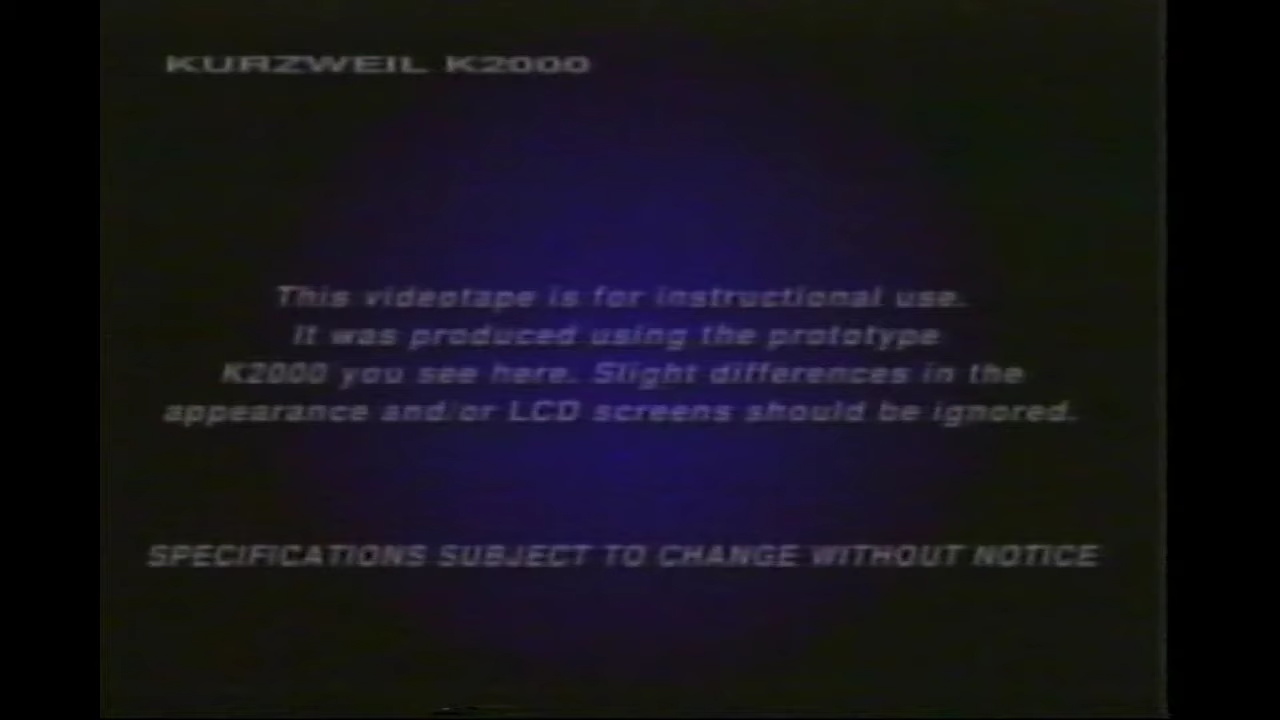 KURZWEIL K2000
This videotape is for instructional use.
It was produced using the prototype
K2000 you see here. Slight differences in the
appearance and/or LCD screens should be ignored.
SPECIFICATIONS SUBJECT TO CHANGE WITHOUT NOTICE